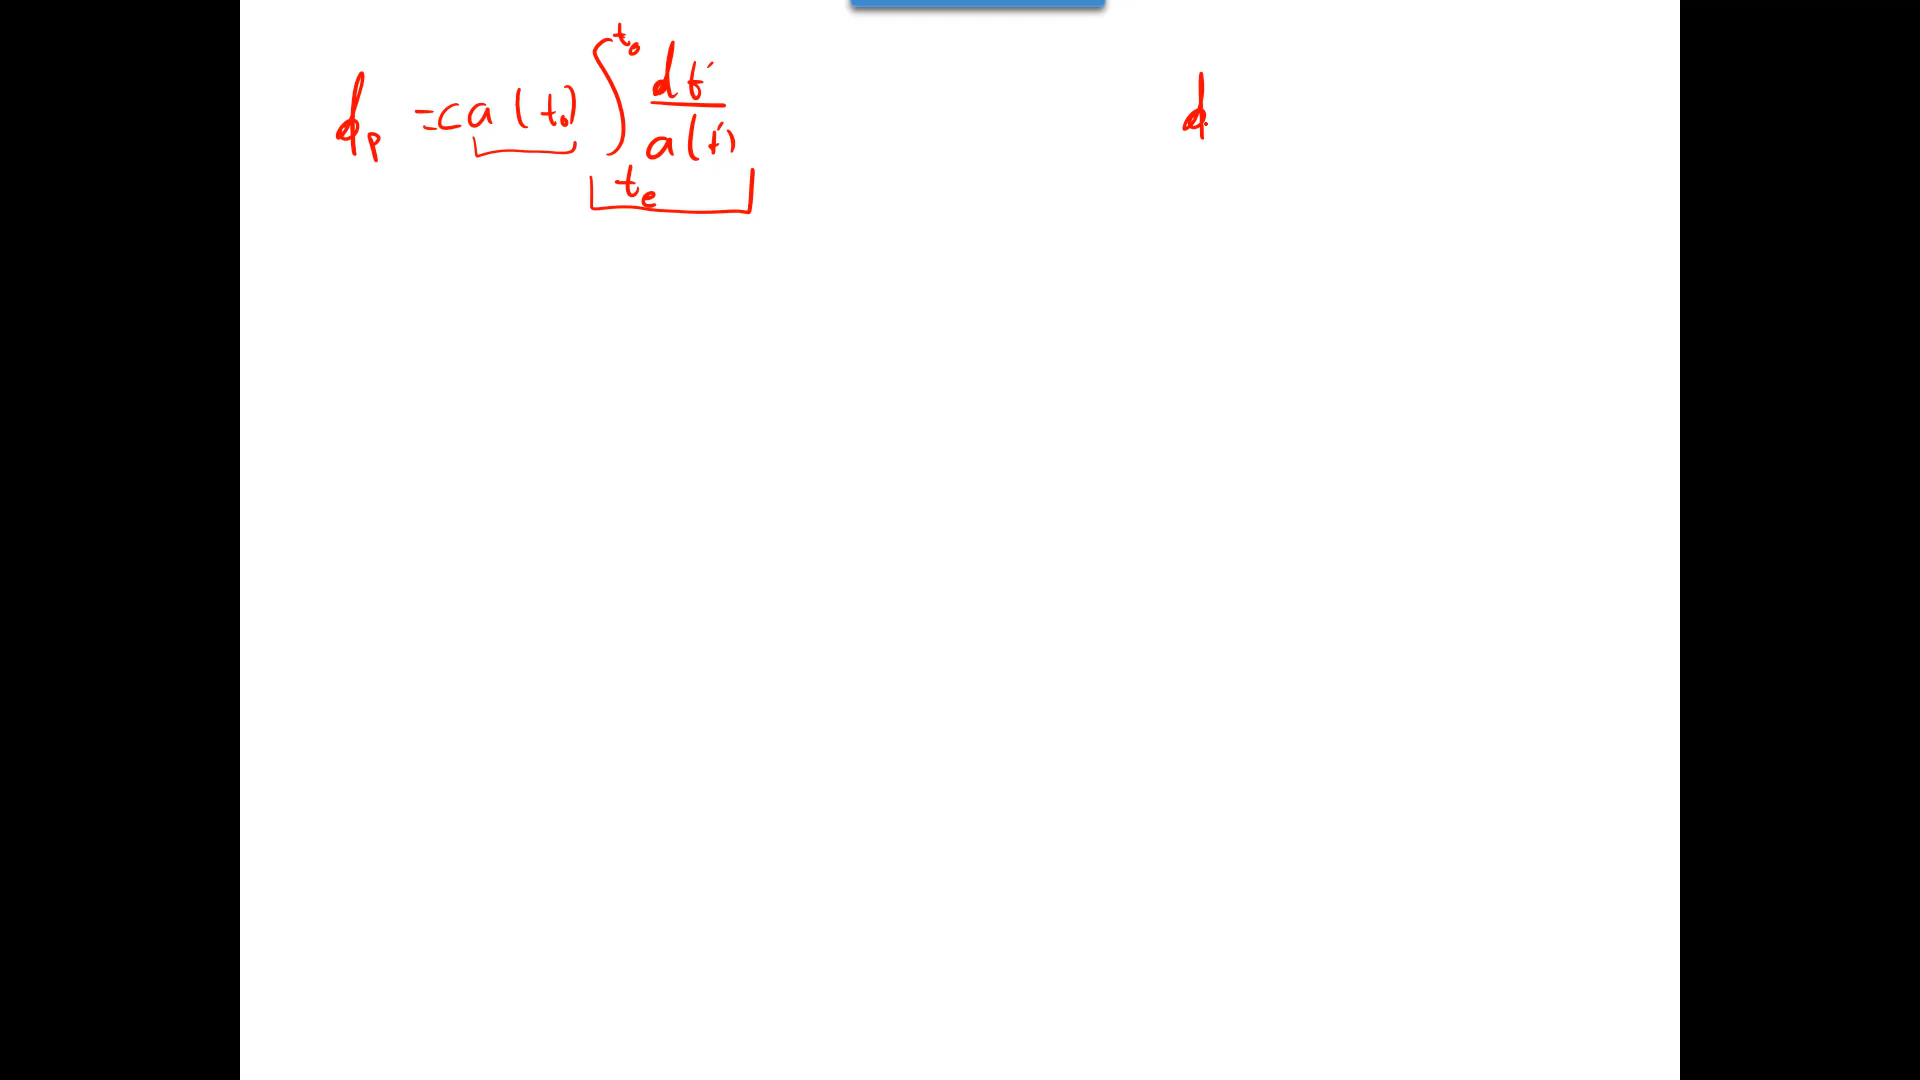 d_p = c a(t_0) ∫_{t_e}^{t_0} dt' / a(t')
d